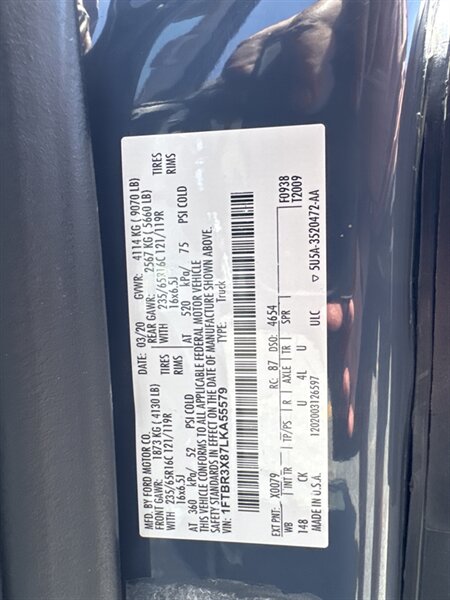 MFD. BY FORD MOTOR CO.
DATE: 03/20 GVWR: 4114 KG ( 9070 LB)
FRONT GAWR: 1873 KG ( 4130 LB) REAR GAWR: 2567 KG ( 5660 LB)
WITH 235/65R16C 121/119R TIRES WITH 235/65R16C 121/119R TIRES
16x6.5J RIMS 16x6.5J RIMS
AT 360 kPa/ 52 PSI COLD AT 520 kPa/ 75 PSI COLD
THIS VEHICLE CONFORMS TO ALL APPLICABLE FEDERAL MOTOR VEHICLE
SAFETY STANDARDS IN EFFECT ON THE DATE OF MANUFACTURE SHOWN ABOVE.
VIN: 1FTBR3X87LKA55579 TYPE: Truck
F0938
T2009
EXT PNT: X0079 RC: 87 DSO: 4654
WB INT TR TP/PS R AXLE TR SPR
148 CK U 4L U ULC ▽ 5U5A-3520472-AA
MADE IN U.S.A. 1202003126597